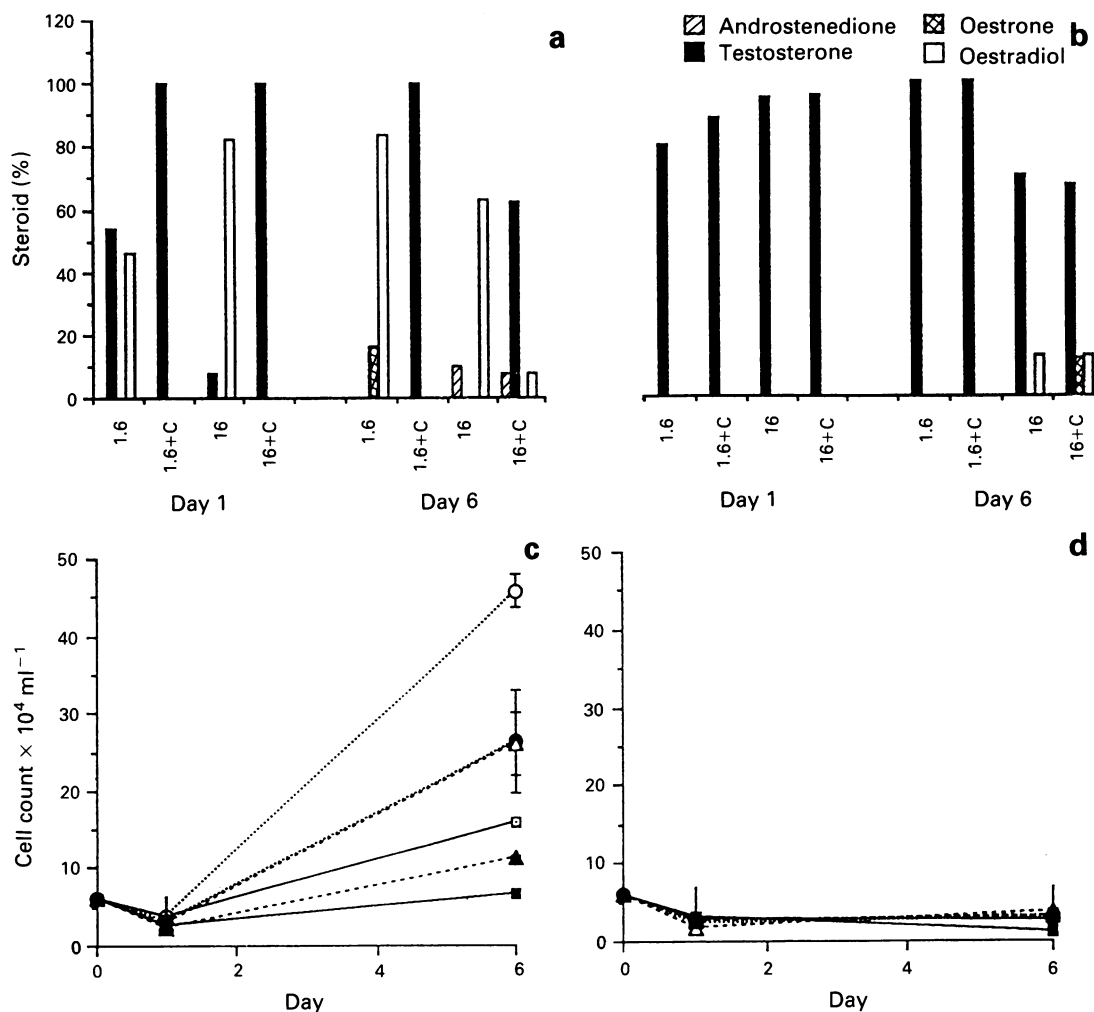 a
120
100
80
60
40
20
0
Steroid (%)
1.6
1.6+C
16
16+C
1.6
1.6+C
16
16+C
Day 1
Day 6
b
Androstenedione
Oestrone
Testosterone
Oestradiol
1.6
1.6+C
16
16+C
1.6
1.6+C
16
16+C
Day 1
Day 6
c
50
40
30
20
10
0
Cell count × 10⁴ ml⁻¹
0
2
4
6
Day
d
50
40
30
20
10
0
0
2
4
6
Day